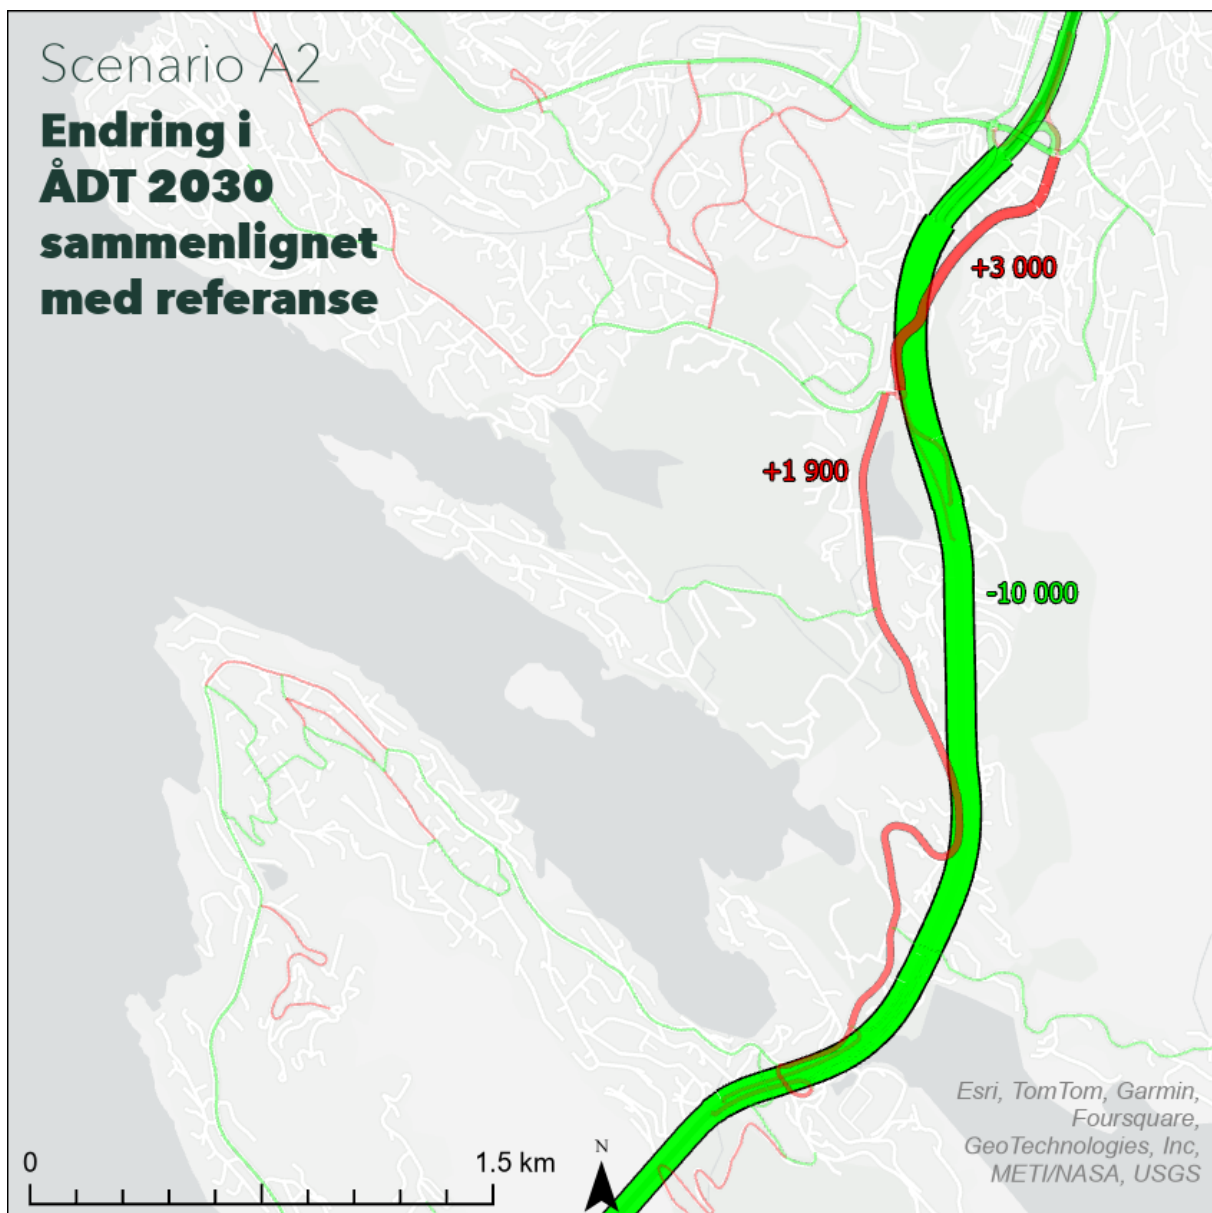 Scenario A2
Endring i
ÅDT 2030
sammenlignet
med referanse
+3 000
+1 900
-10 000
Esri, TomTom, Garmin,
Foursquare,
GeoTechnologies, Inc,
METI/NASA, USGS
0 1.5 km
N